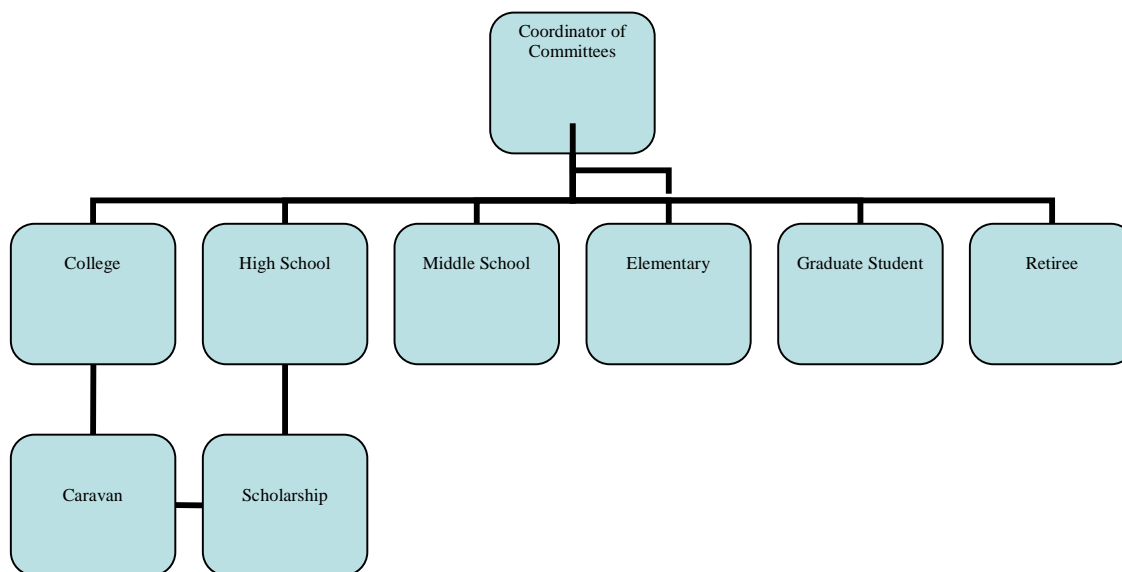 Coordinator of
Committees
College
High School
Middle School
Elementary
Graduate Student
Retiree
Caravan
Scholarship